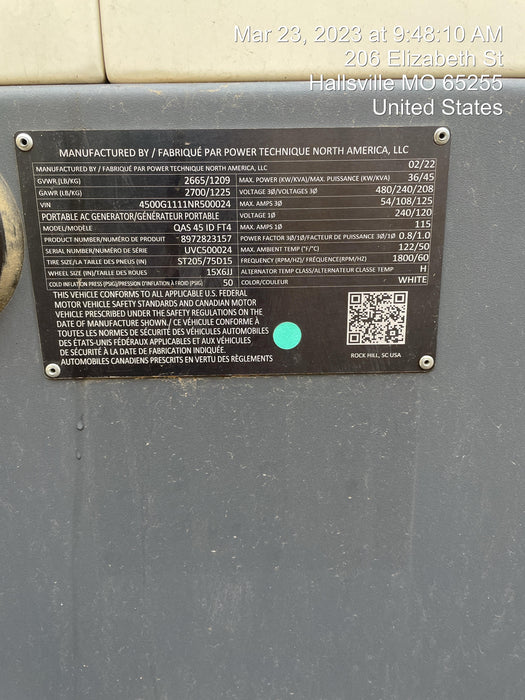 Mar 23, 2023 at 9:48:10 AM
206 Elizabeth St
Hallsville MO 65255
United States
MANUFACTURED BY / FABRIQUÉ PAR POWER TECHNIQUE NORTH AMERICA, LLC
MANUFACTURED BY / FABRIQUÉ PAR POWER TECHNIQUE NORTH AMERICA, LLC 02/22
GVWR (LB/KG) 2665/1209 MAX. POWER (KW/KVA)/MAX. PUISSANCE (KW/KVA) 36/45
GAWR (LB/KG) 2700/1225 VOLTAGE 3Ø/VOLTAGES 3Ø 480/240/208
VIN 4500G1111NR500024 MAX. AMPS 3Ø 54/108/125
PORTABLE AC GENERATOR/GÉNÉRATEUR PORTABLE VOLTAGE 1Ø 240/120
MODEL/MODÈLE QAS 45 ID FT4 MAX. AMPS 1Ø 115
PRODUCT NUMBER/NUMÉRO DE PRODUIT 8972823157 POWER FACTOR 3Ø/1Ø/FACTEUR DE PUISSANCE 3Ø/1Ø 0.8/1.0
SERIAL NUMBER/NUMÉRO DE SÉRIE UVC500024 MAX. AMBIENT TEMP (°F/°C) 122/50
TIRE SIZE/LA TAILLE DES PNEUS (IN) ST205/75D15 FREQUENCY (RPM/HZ)/ FRÉQUENCE(RPM/HZ) 1800/60
WHEEL SIZE (IN)/TAILLE DES ROUES 15X6JJ ALTERNATOR TEMP CLASS/ALTERNATEUR CLASSE TEMP H
COLD INFLATION PRESS (PSIG)/PRESSION D'INFLATION À FROID (PSIG) 50 COLOR/COULEUR WHITE
THIS VEHICLE CONFORMS TO ALL APPLICABLE U.S. FEDERAL
MOTOR VEHICLE SAFETY STANDARDS AND CANADIAN MOTOR
VEHICLE PRESCRIBED UNDER THE SAFETY REGULATIONS ON THE
DATE OF MANUFACTURE SHOWN. / CE VÉHICULE CONFORME À
TOUTES LES NORMES DE SÉCURITÉ DES VÉHICULES AUTOMOBILES
DES ÉTATS-UNIS FÉDÉRAUX APPLICABLES ET AUX VÉHICULES
DE SÉCURITÉ À LA DATE DE FABRICATION INDIQUÉE.
AUTOMOBILES CANADIENS PRESCRITS EN VERTU DES RÈGLEMENTS
ROCK HILL, SC USA